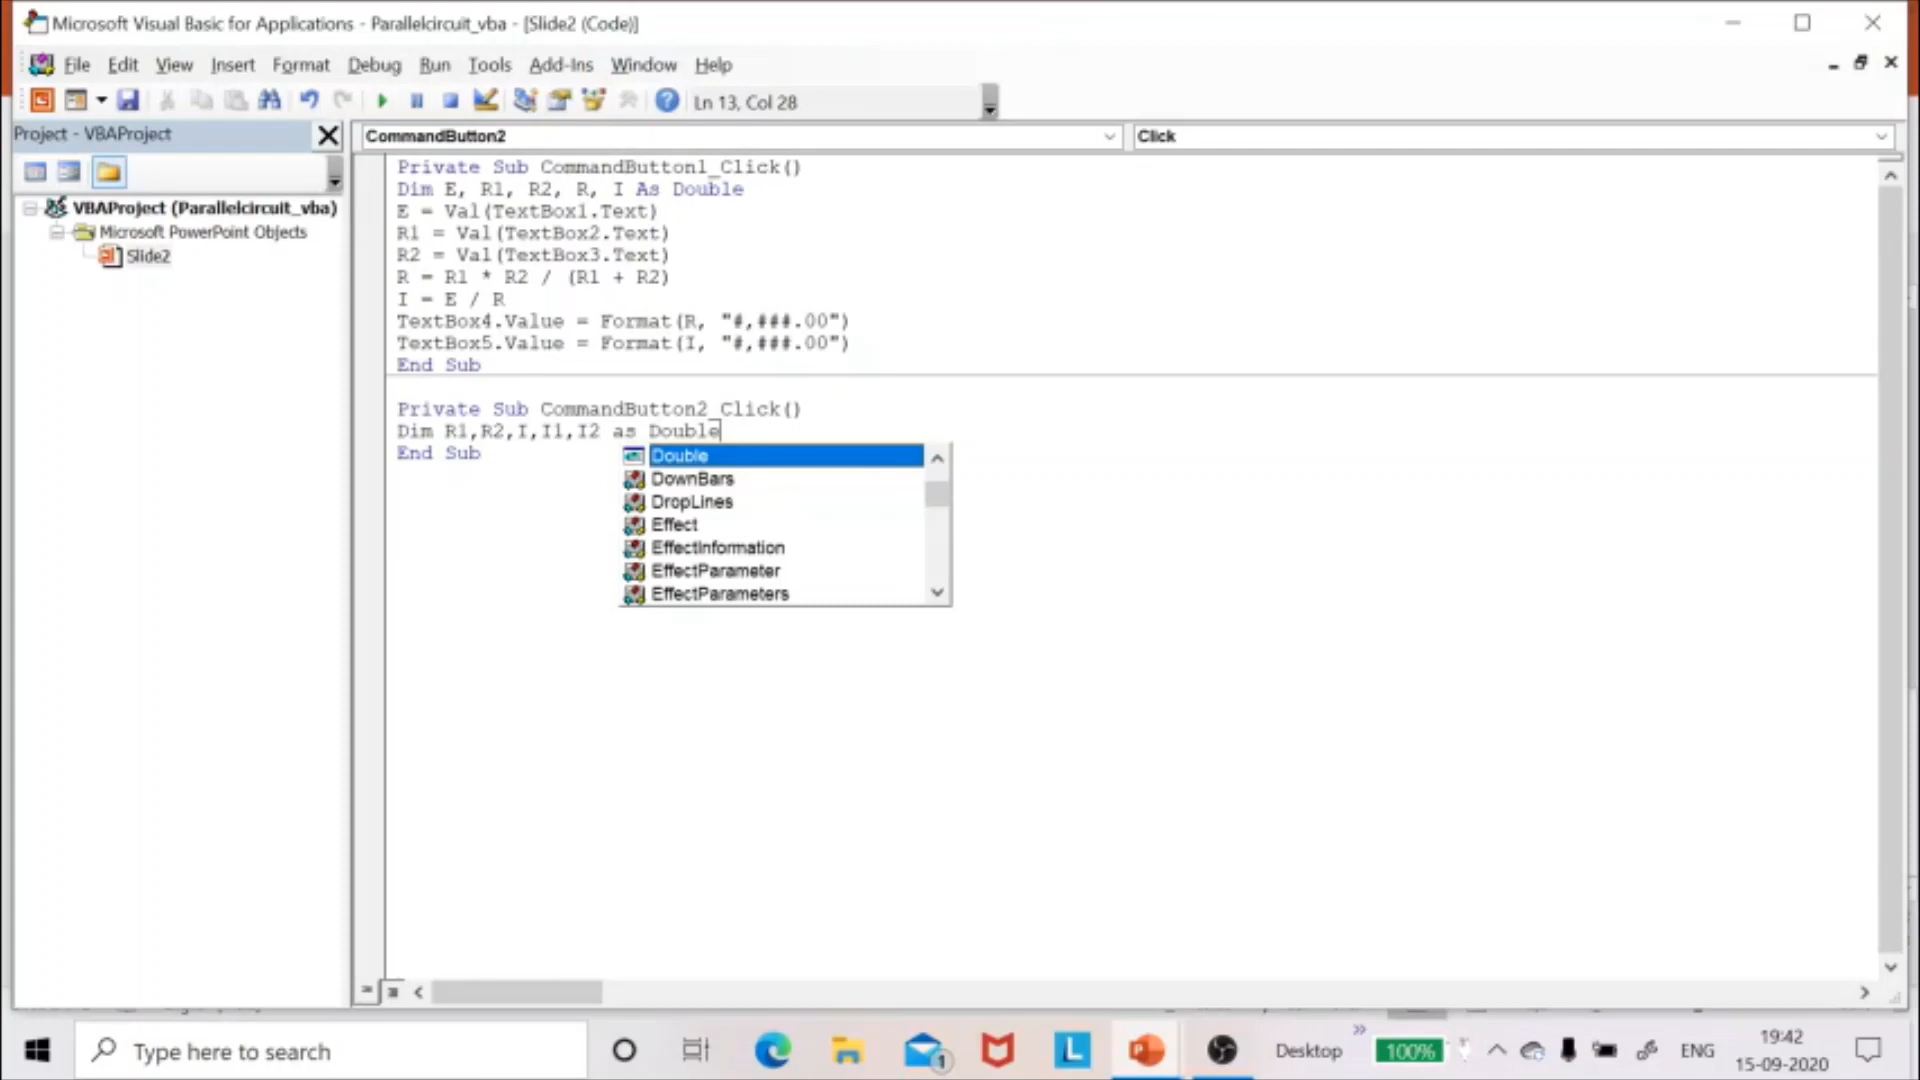 Microsoft Visual Basic for Applications - Parallelcircuit_vba - [Slide2 (Code)]
File Edit View Insert Format Debug Run Tools Add-Ins Window Help
Ln 13, Col 28
Project - VBAProject
CommandButton2
Click
VBAProject (Parallelcircuit_vba)
Microsoft PowerPoint Objects
Slide2
Private Sub CommandButton1_Click()
Dim E, R1, R2, R, I As Double
E = Val(TextBox1.Text)
R1 = Val(TextBox2.Text)
R2 = Val(TextBox3.Text)
R = R1 * R2 / (R1 + R2)
I = E / R
TextBox4.Value = Format(R, "#,###.00")
TextBox5.Value = Format(I, "#,###.00")
End Sub
Private Sub CommandButton2_Click()
Dim R1,R2,I,I1,I2 as Double
End Sub
Double
DownBars
DropLines
Effect
EffectInformation
EffectParameter
EffectParameters
Type here to search
1
L
Desktop
100%
ENG
19:42
15-09-2020